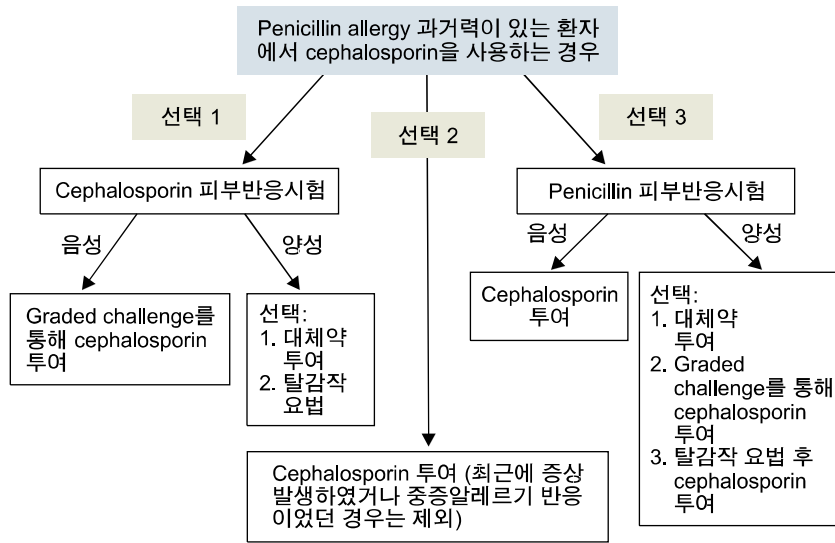 Penicillin allergy 과거력이 있는 환자
에서 cephalosporin을 사용하는 경우
선택 1
선택 2
선택 3
Cephalosporin 피부반응시험
Penicillin 피부반응시험
음성
양성
음성
양성
Graded challenge를
통해 cephalosporin
투여
선택:
1. 대체약
투여
2. 탈감작
요법
Cephalosporin
투여
선택:
1. 대체약
투여
2. Graded
challenge를 통해
cephalosporin
투여
3. 탈감작 요법 후
cephalosporin
투여
Cephalosporin 투여 (최근에 증상
발생하였거나 중증알레르기 반응
이었던 경우는 제외)